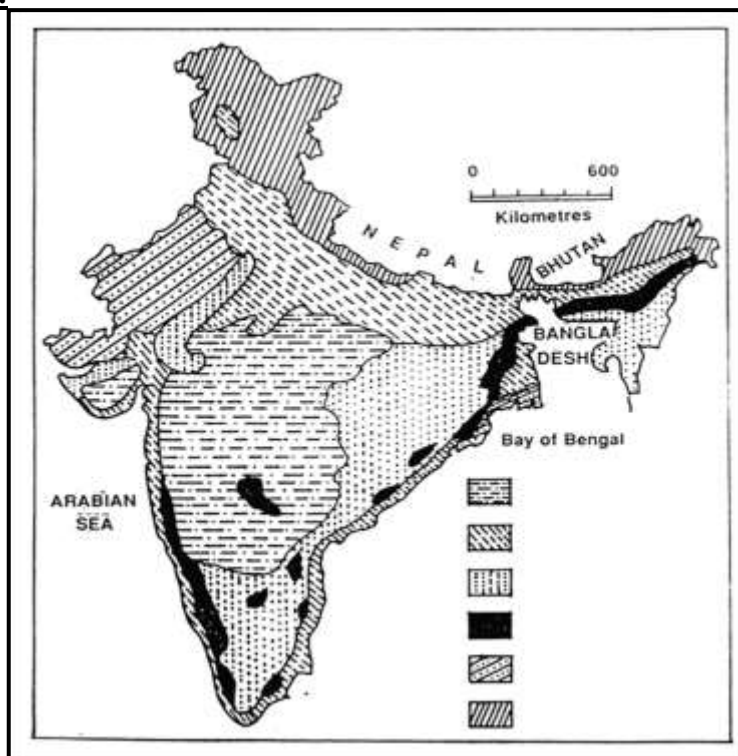 0 600
Kilometres
NEPAL
BHUTAN
BANGLA
DESH
Bay of Bengal
ARABIAN
SEA